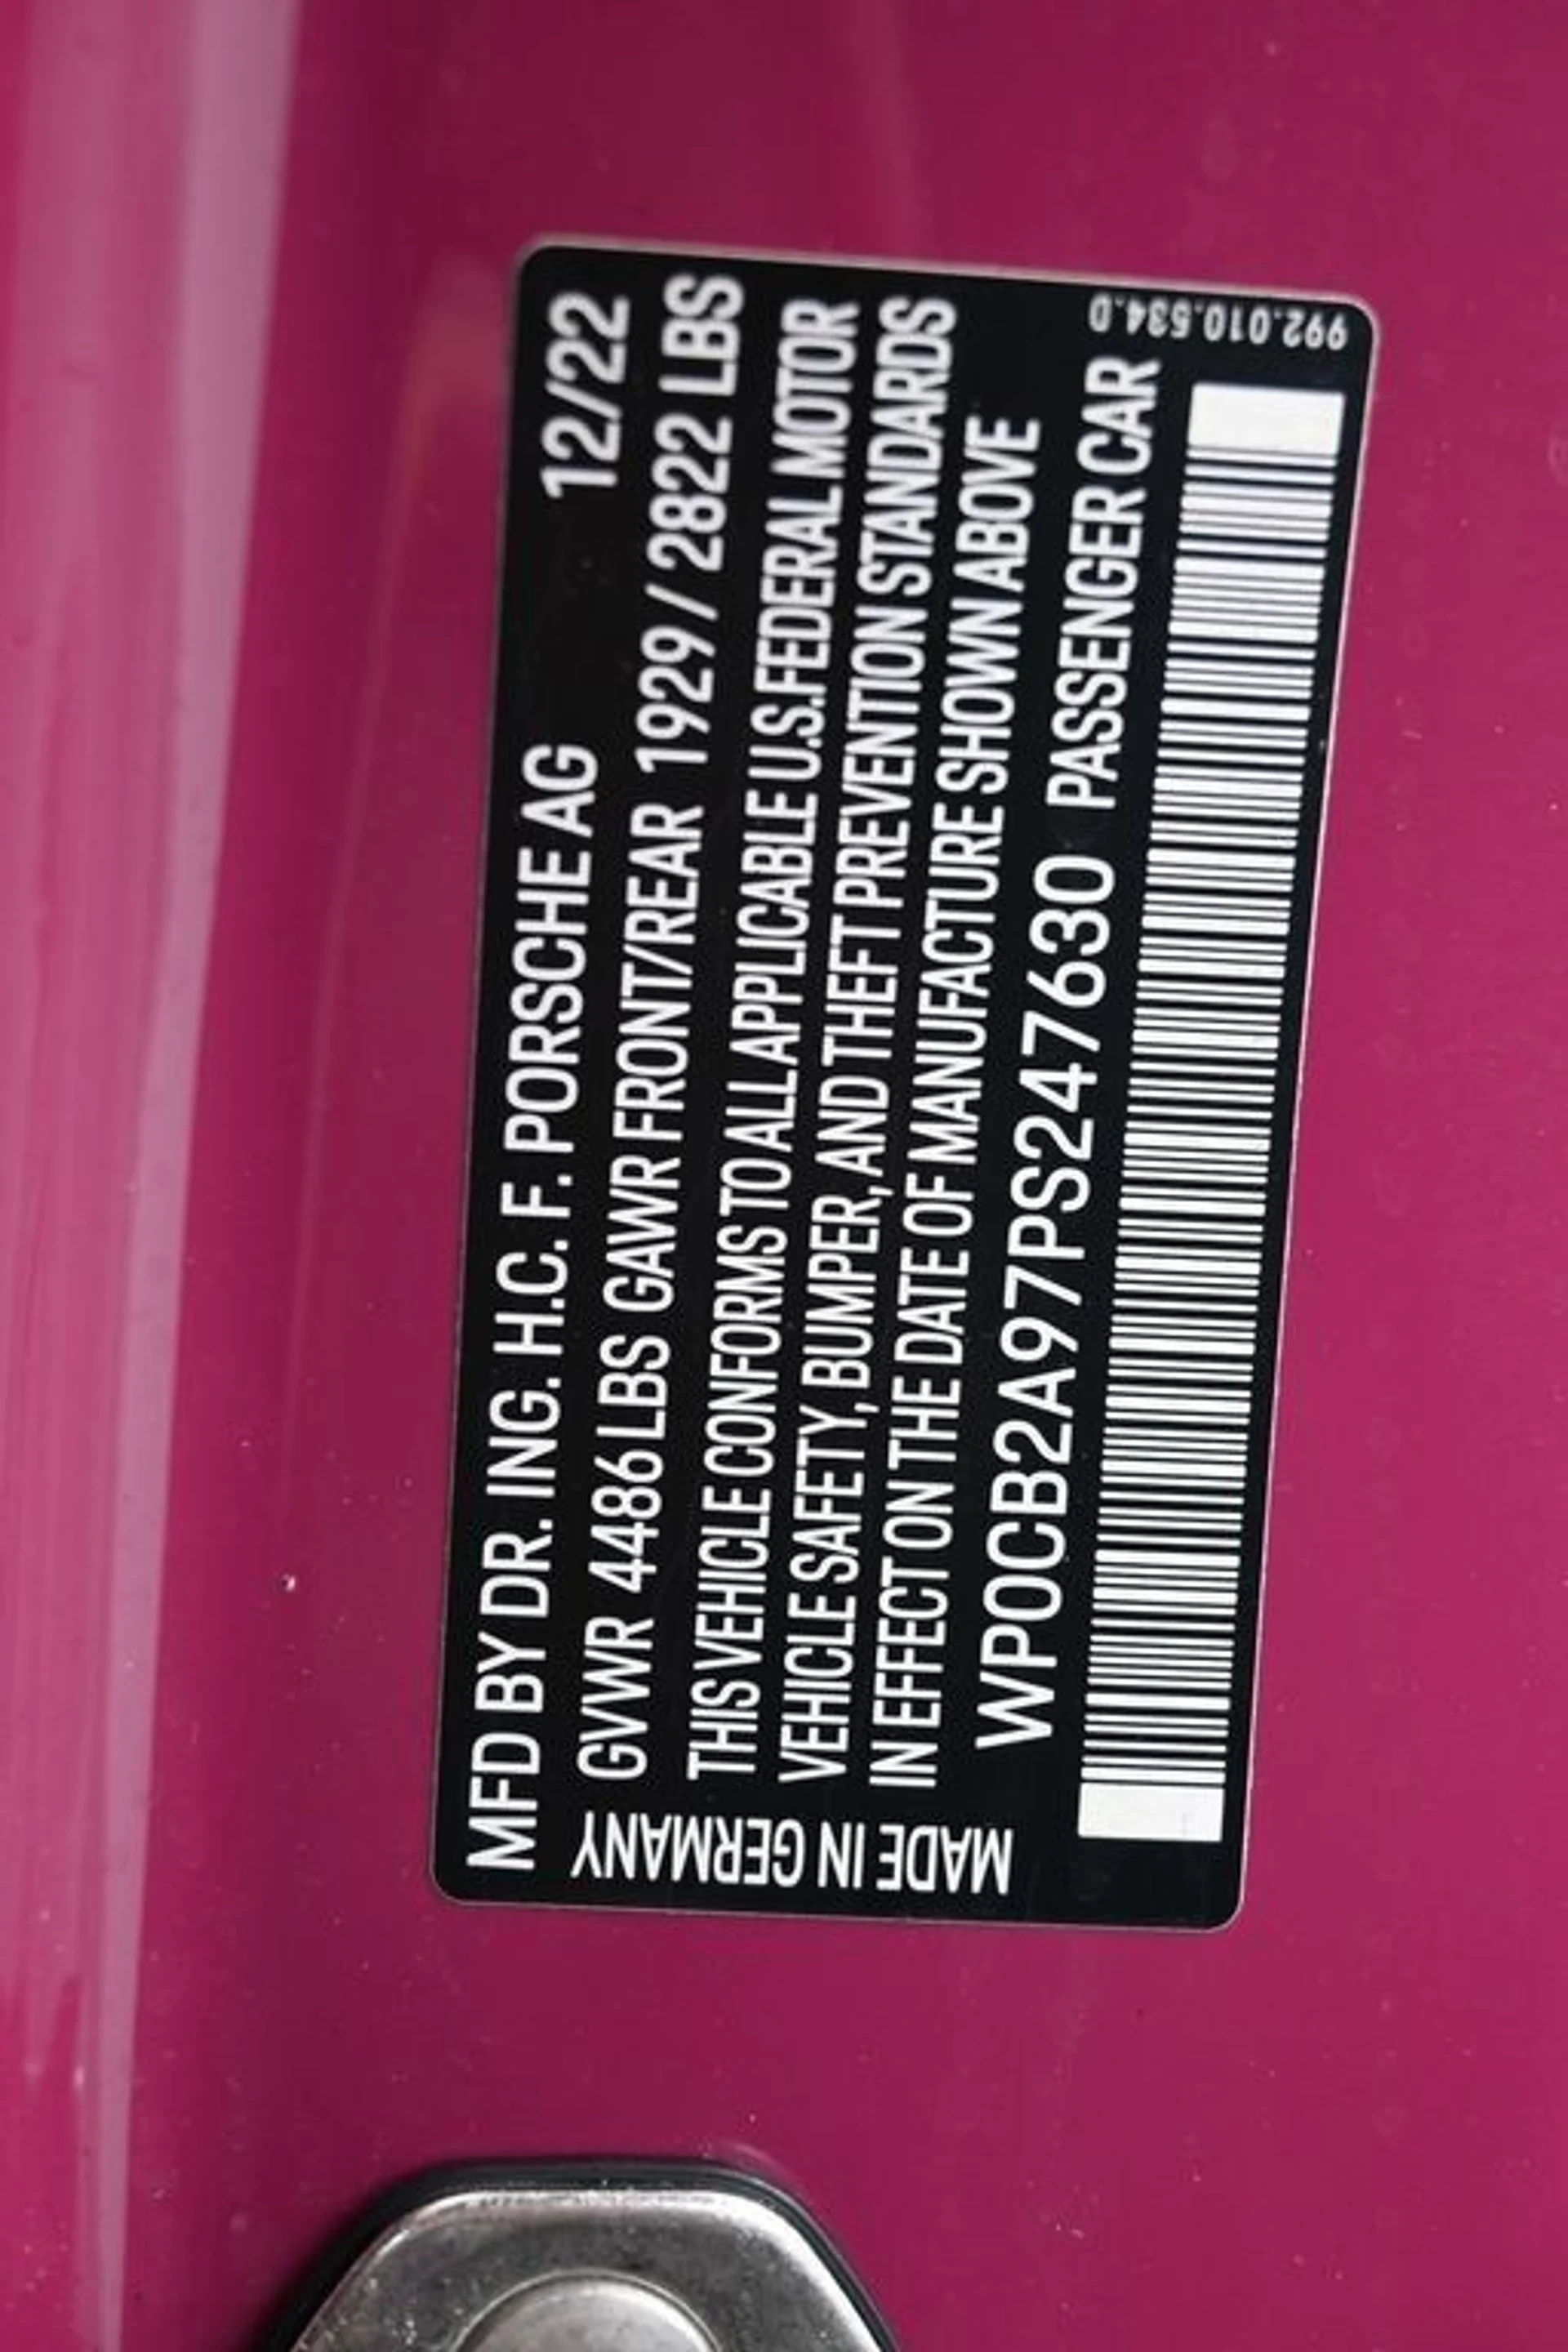 MFD BY DR. ING. H.C. F. PORSCHE AG 12/22
GVWR 4486 LBS GAWR FRONT/REAR 1929 / 2822 LBS
THIS VEHICLE CONFORMS TO ALL APPLICABLE U.S.FEDERAL MOTOR
VEHICLE SAFETY, BUMPER, AND THEFT PREVENTION STANDARDS
IN EFFECT ON THE DATE OF MANUFACTURE SHOWN ABOVE
WP0CB2A97PS247630 PASSENGER CAR
MADE IN GERMANY
992.010.534.D